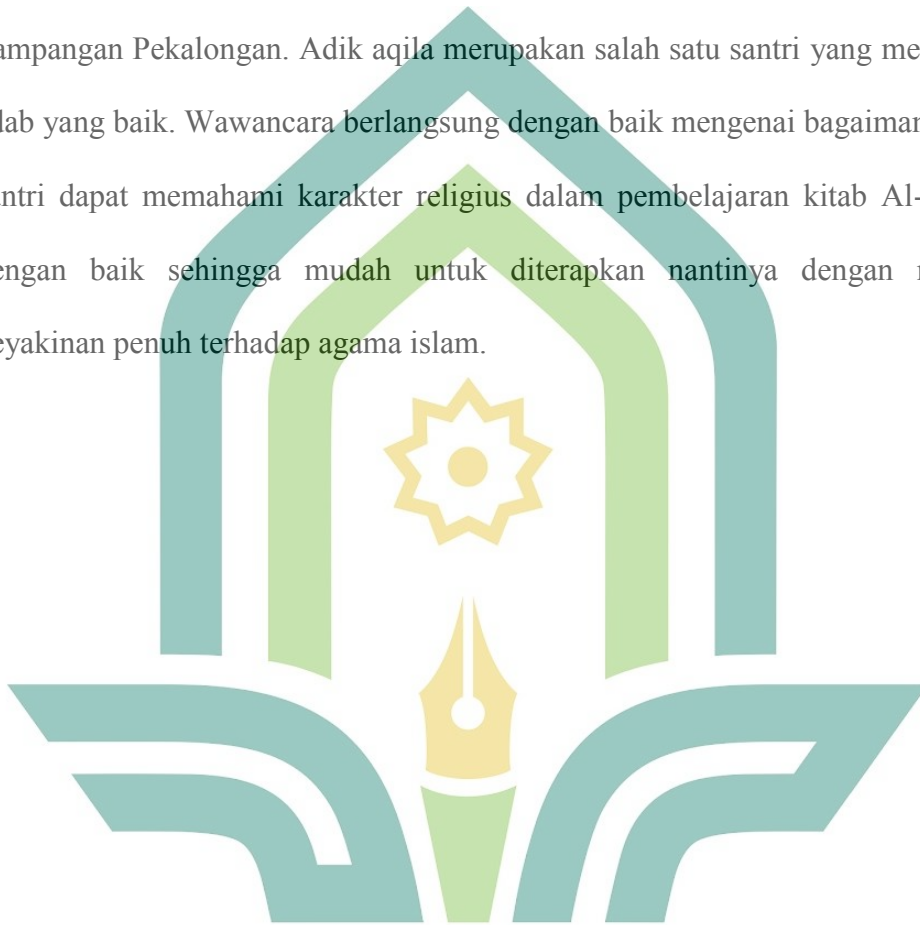 ampangan Pekalongan. Adik aqila merupakan salah satu santri yang me
dab yang baik. Wawancara berlangsung dengan baik mengenai bagaiman
ntri dapat memahami karakter religius dalam pembelajaran kitab Al-
engan baik sehingga mudah untuk diterapkan nantinya dengan
eyakinan penuh terhadap agama islam.